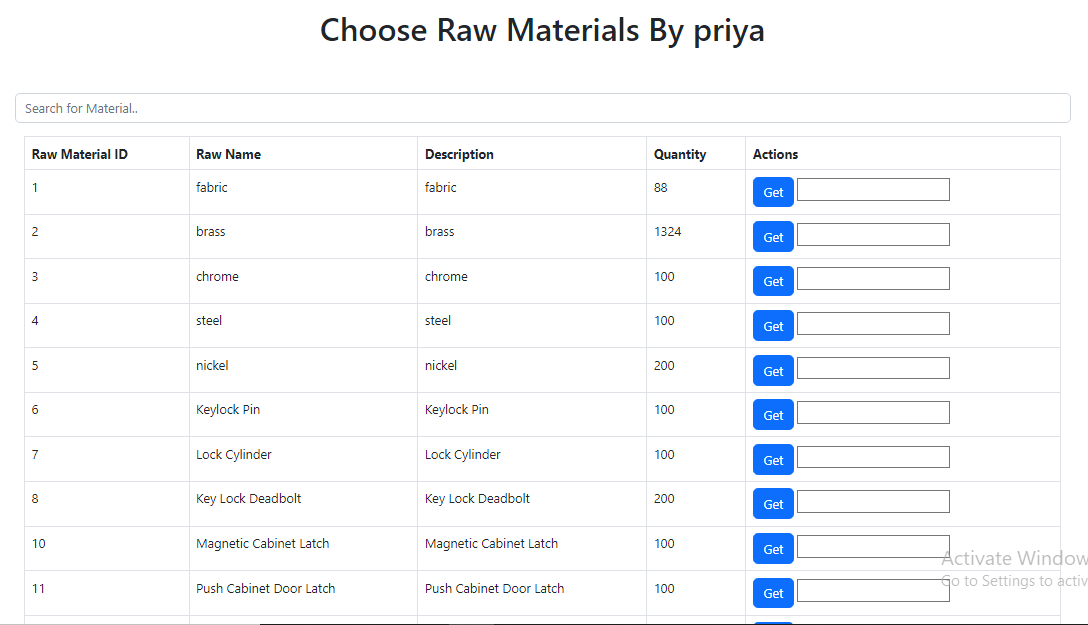 Choose Raw Materials By priya
Search for Material..
Raw Material ID Raw Name Description Quantity Actions
1 fabric fabric 88 Get
2 brass brass 1324 Get
3 chrome chrome 100 Get
4 steel steel 100 Get
5 nickel nickel 200 Get
6 Keylock Pin Keylock Pin 100 Get
7 Lock Cylinder Lock Cylinder 100 Get
8 Key Lock Deadbolt Key Lock Deadbolt 200 Get
10 Magnetic Cabinet Latch Magnetic Cabinet Latch 100 Get
Activate Window
11 Push Cabinet Door Latch Push Cabinet Door Latch 100 Get
Go to Settings to activ